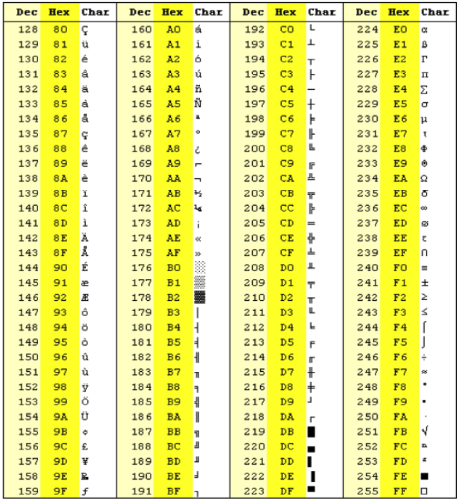 Dec Hex Char Dec Hex Char Dec Hex Char Dec Hex Char
128 80 Ç 160 A0 á 192 C0 └ 224 E0 α
129 81 ü 161 A1 í 193 C1 ┴ 225 E1 ß
130 82 é 162 A2 ó 194 C2 ┬ 226 E2 Γ
131 83 â 163 A3 ú 195 C3 ├ 227 E3 π
132 84 ä 164 A4 ñ 196 C4 ─ 228 E4 Σ
133 85 à 165 A5 Ñ 197 C5 ┼ 229 E5 σ
134 86 å 166 A6 ª 198 C6 ╞ 230 E6 µ
135 87 ç 167 A7 º 199 C7 ╟ 231 E7 τ
136 88 ê 168 A8 ¿ 200 C8 ╚ 232 E8 Φ
137 89 ë 169 A9 ⌐ 201 C9 ╔ 233 E9 Θ
138 8A è 170 AA ¬ 202 CA ╩ 234 EA Ω
139 8B ï 171 AB ½ 203 CB ╦ 235 EB δ
140 8C î 172 AC ¼ 204 CC ╠ 236 EC ∞
141 8D ì 173 AD ¡ 205 CD ═ 237 ED ø
142 8E Ä 174 AE « 206 CE ╬ 238 EE ε
143 8F Å 175 AF » 207 CF ╧ 239 EF ∩
144 90 É 176 B0 ░ 208 D0 ╨ 240 F0 ≡
145 91 æ 177 B1 ▒ 209 D1 ╤ 241 F1 ±
146 92 Æ 178 B2 ▓ 210 D2 ╥ 242 F2 ≥
147 93 ô 179 B3 │ 211 D3 ╙ 243 F3 ≤
148 94 ö 180 B4 ┤ 212 D4 ╘ 244 F4 ⌠
149 95 ò 181 B5 ╡ 213 D5 ╒ 245 F5 ⌡
150 96 û 182 B6 ╢ 214 D6 ╓ 246 F6 ÷
151 97 ù 183 B7 ╖ 215 D7 ╫ 247 F7 ≈
152 98 ÿ 184 B8 ╕ 216 D8 ╪ 248 F8 °
153 99 Ö 185 B9 ╣ 217 D9 ┘ 249 F9 ∙
154 9A Ü 186 BA ║ 218 DA ┌ 250 FA ·
155 9B ¢ 187 BB ╗ 219 DB █ 251 FB √
156 9C £ 188 BC ╝ 220 DC ▄ 252 FC ⁿ
157 9D ¥ 189 BD ╜ 221 DD ▌ 253 FD ²
158 9E ₧ 190 BE ╛ 222 DE ▐ 254 FE ■
159 9F ƒ 191 BF ┐ 223 DF ▀ 255 FF □